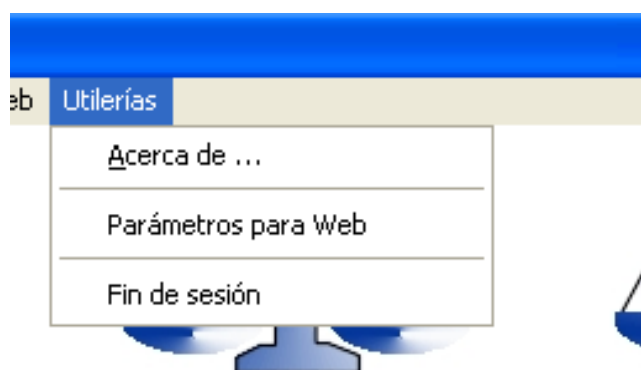 eb Utilerías
Acerca de ...
Parámetros para Web
Fin de sesión